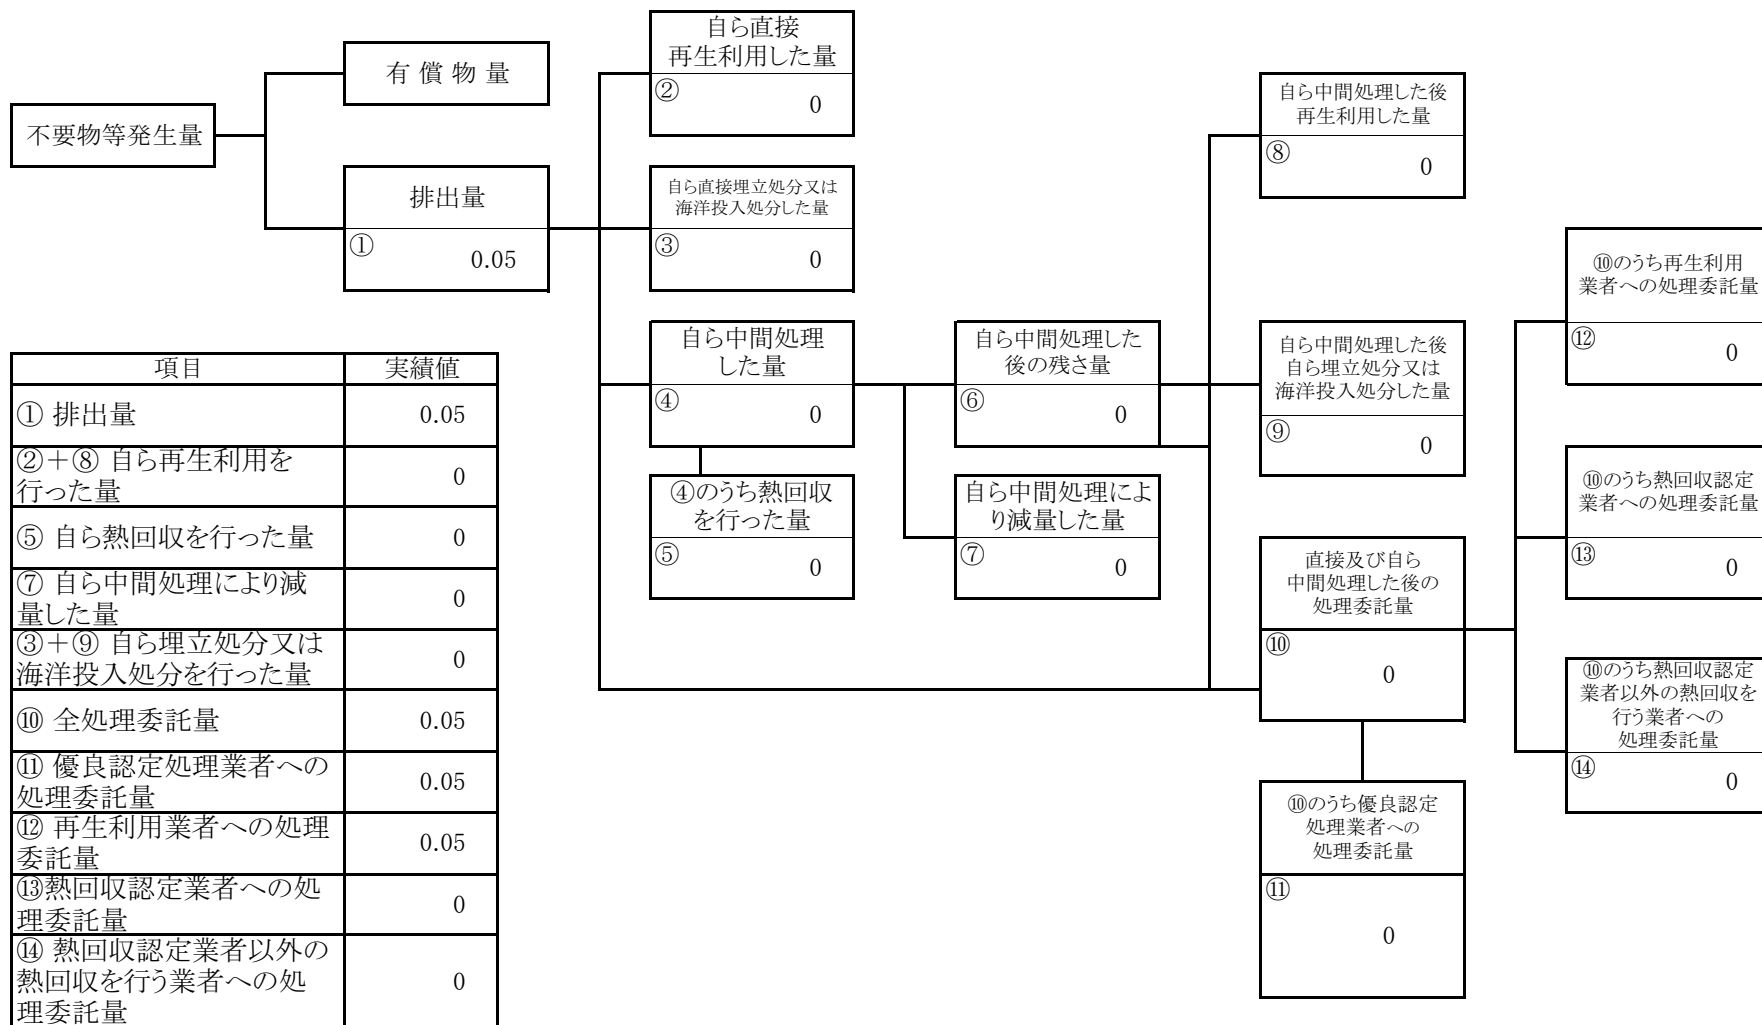 自ら直接
再生利用した量
②
0
有 償 物 量
不要物等発生量
排出量
①
0.05
自ら直接埋立処分又は
海洋投入処分した量
③
0
自ら中間処理した後
再生利用した量
⑧
0
自ら中間処理
した量
④
0
自ら中間処理した
後の残さ量
⑥
0
自ら中間処理した後
自ら埋立処分又は
海洋投入処分した量
⑨
0
④のうち熱回収
を行った量
⑤
0
自ら中間処理によ
り減量した量
⑦
0
直接及び自ら
中間処理した後の
処理委託量
⑩
0
⑩のうち優良認定
処理業者への
処理委託量
⑪
0
⑩のうち再生利用
業者への処理委託量
⑫
0
⑩のうち熱回収認定
業者への処理委託量
⑬
0
⑩のうち熱回収認定
業者以外の熱回収を
行う業者への
処理委託量
⑭
0
項目 実績値
① 排出量 0.05
②＋⑧ 自ら再生利用を
行った量 0
⑤ 自ら熱回収を行った量 0
⑦ 自ら中間処理により減
量した量 0
③＋⑨ 自ら埋立処分又は
海洋投入処分を行った量 0
⑩ 全処理委託量 0.05
⑪ 優良認定処理業者への
処理委託量 0.05
⑫ 再生利用業者への処理
委託量 0.05
⑬熱回収認定業者への処
理委託量 0
⑭ 熱回収認定業者以外の
熱回収を行う業者への処
理委託量 0